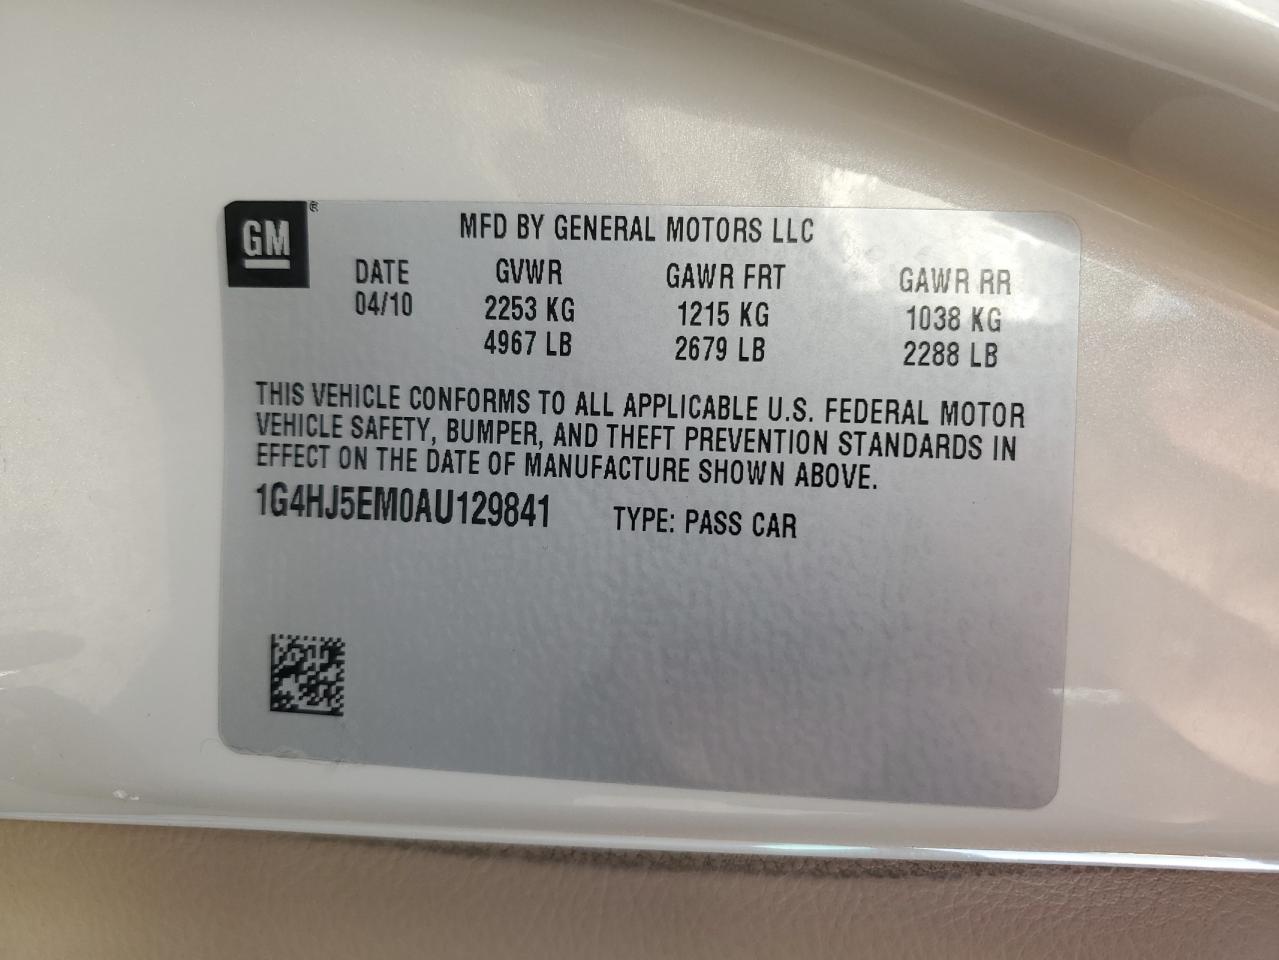 GM ®
MFD BY GENERAL MOTORS LLC
DATE GVWR GAWR FRT GAWR RR
04/10 2253 KG 1215 KG 1038 KG
4967 LB 2679 LB 2288 LB
THIS VEHICLE CONFORMS TO ALL APPLICABLE U.S. FEDERAL MOTOR
VEHICLE SAFETY, BUMPER, AND THEFT PREVENTION STANDARDS IN
EFFECT ON THE DATE OF MANUFACTURE SHOWN ABOVE.
1G4HJ5EM0AU129841 TYPE: PASS CAR